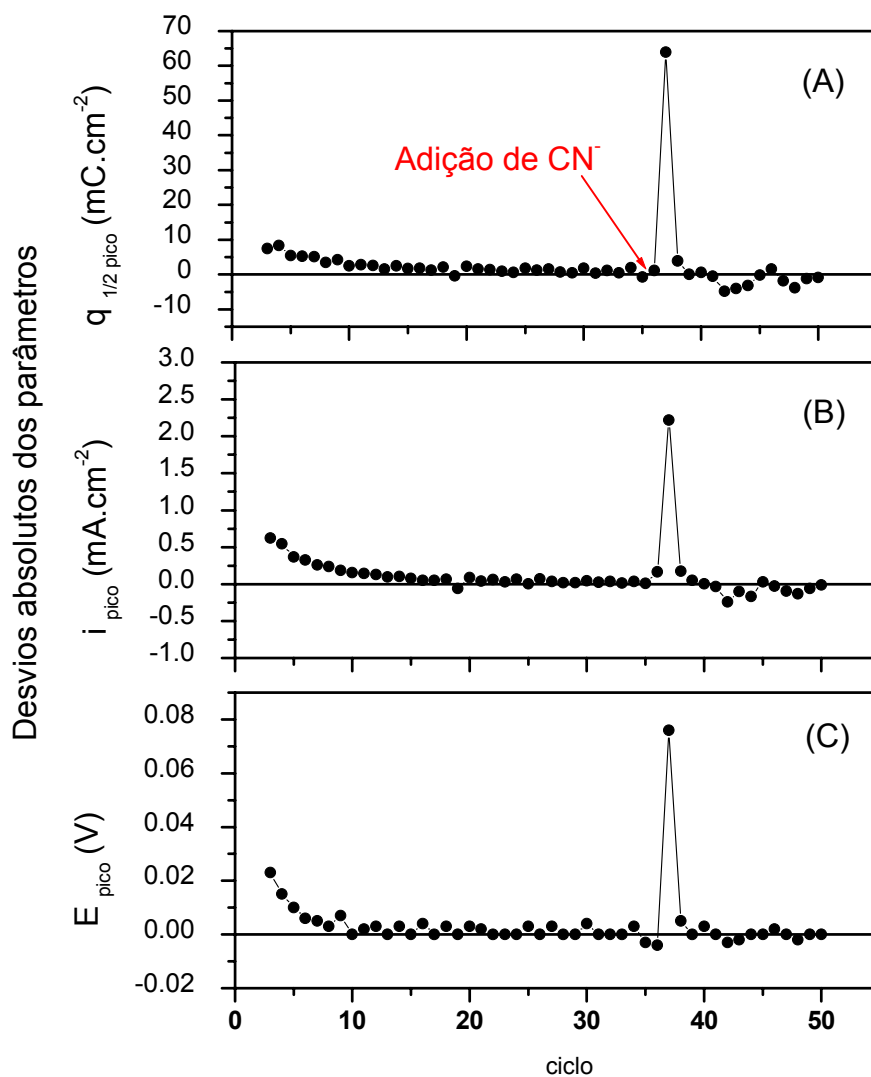 Desvios absolutos dos parâmetros
q 1/2 pico (mC.cm-2)
70
60
50
40
30
20
10
0
-10
(A)
Adição de CN-
i pico (mA.cm-2)
3.0
2.5
2.0
1.5
1.0
0.5
0.0
-0.5
-1.0
(B)
E pico (V)
0.08
0.06
0.04
0.02
0.00
-0.02
(C)
0 10 20 30 40 50
ciclo